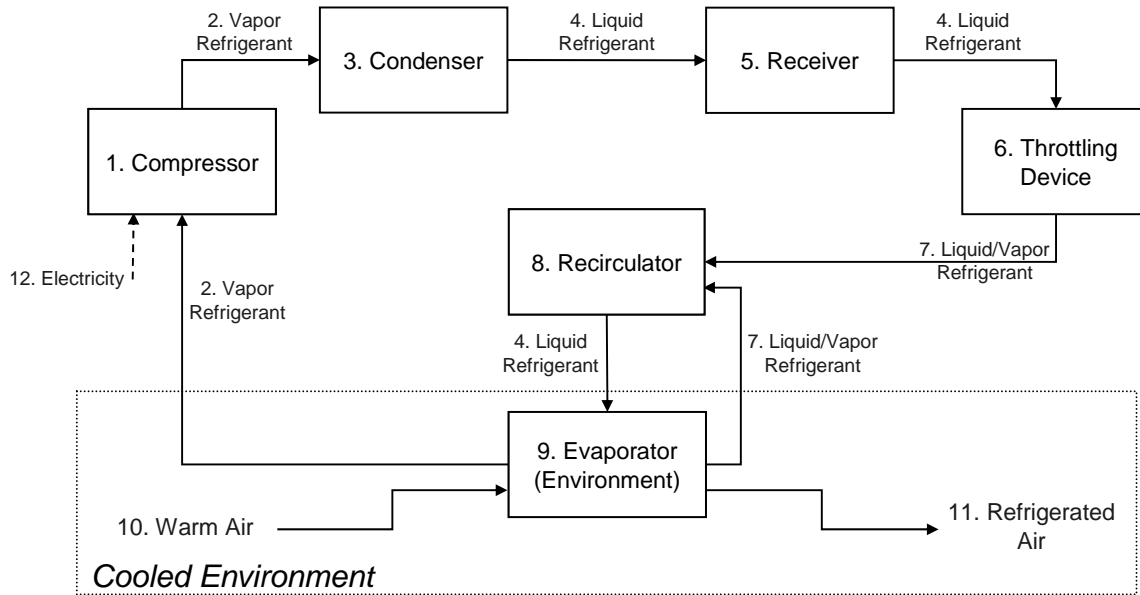 2. Vapor
Refrigerant
3. Condenser
4. Liquid
Refrigerant
5. Receiver
4. Liquid
Refrigerant
1. Compressor
6. Throttling
Device
12. Electricity
2. Vapor
Refrigerant
8. Recirculator
7. Liquid/Vapor
Refrigerant
4. Liquid
Refrigerant
7. Liquid/Vapor
Refrigerant
9. Evaporator
(Environment)
10. Warm Air
11. Refrigerated
Air
Cooled Environment